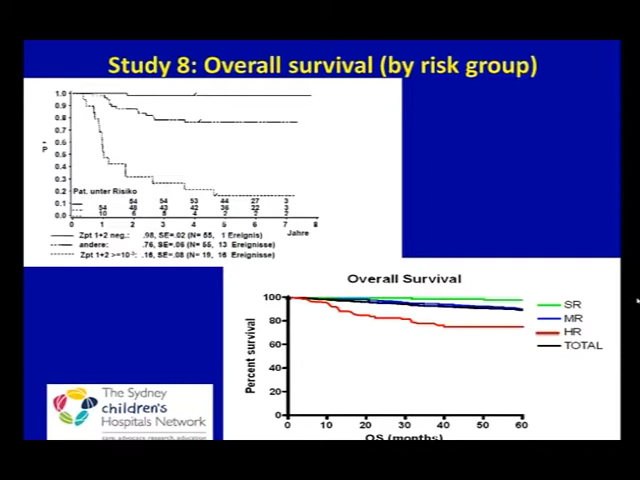 Study 8: Overall survival (by risk group)
1.0
0.9
0.8
0.7
0.6
0.5
0.4
0.3
0.2
0.1
0.0
P
Pat. unter Risiko
54 54 54 53 44 27 3
54 48 43 42 36 22 3
10 6 5 4 2 2 2
0 1 2 3 4 5 6 7 8
Jahre
Zpt 1+2 neg.: .98, SE=.02 (N= 55, 1 Ereignis)
andere: .76, SE=.06 (N= 55, 13 Ereignisse)
Zpt 1+2 >=10⁻³: .16, SE=.08 (N= 19, 16 Ereignisse)
Overall Survival
100
80
60
40
20
0
Percent survival
0 10 20 30 40 50 60
OS (months)
SR
MR
HR
TOTAL
The Sydney
children's
Hospitals Network
care, advocacy, research, education